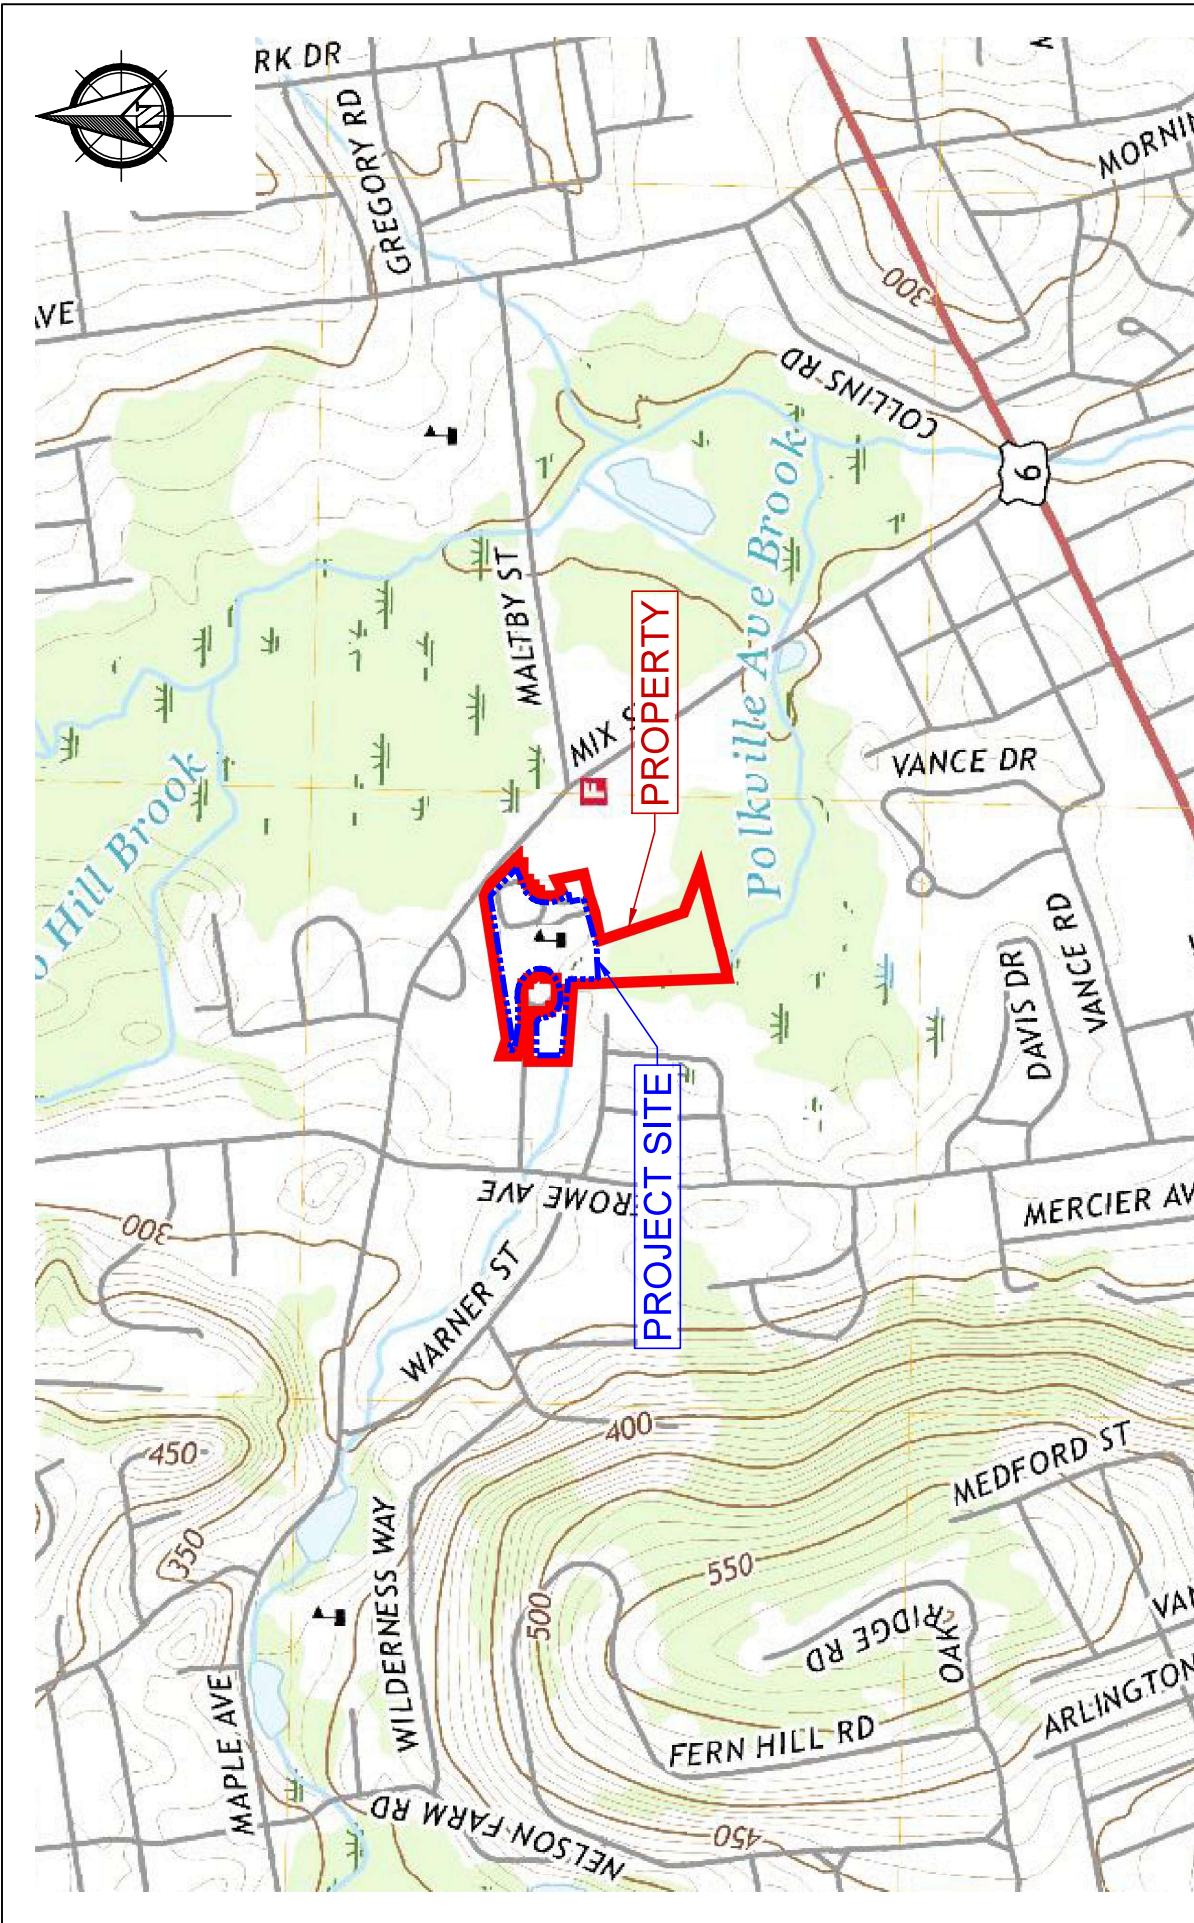 N
RK DR
GREGORY RD
AVE
MORNIN
300
COLLINS RD
6
MALTBY ST
MIX S
F
PROPERTY
Polkville Ave Brook
VANCE DR
o Hill Brook
VANCE RD
DAVIS DR
PROJECT SITE
ROME AVE
MERCIER AV
300
WARNER ST
400
450
MEDFORD ST
350
WILDERNESS WAY
550
500
OAK RIDGE RD
VAN
MAPLE AVE
FERN HILL RD
ARLINGTON
NELSON FARM RD
450